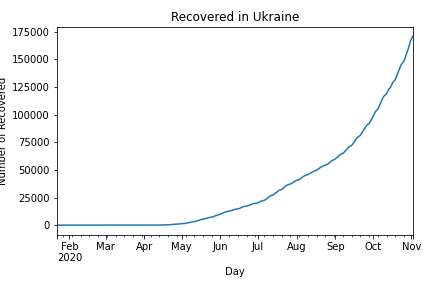 Recovered in Ukraine
Number of Recovered
175000
150000
125000
100000
75000
50000
25000
0
Feb Mar Apr May Jun Jul Aug Sep Oct Nov
2020
Day